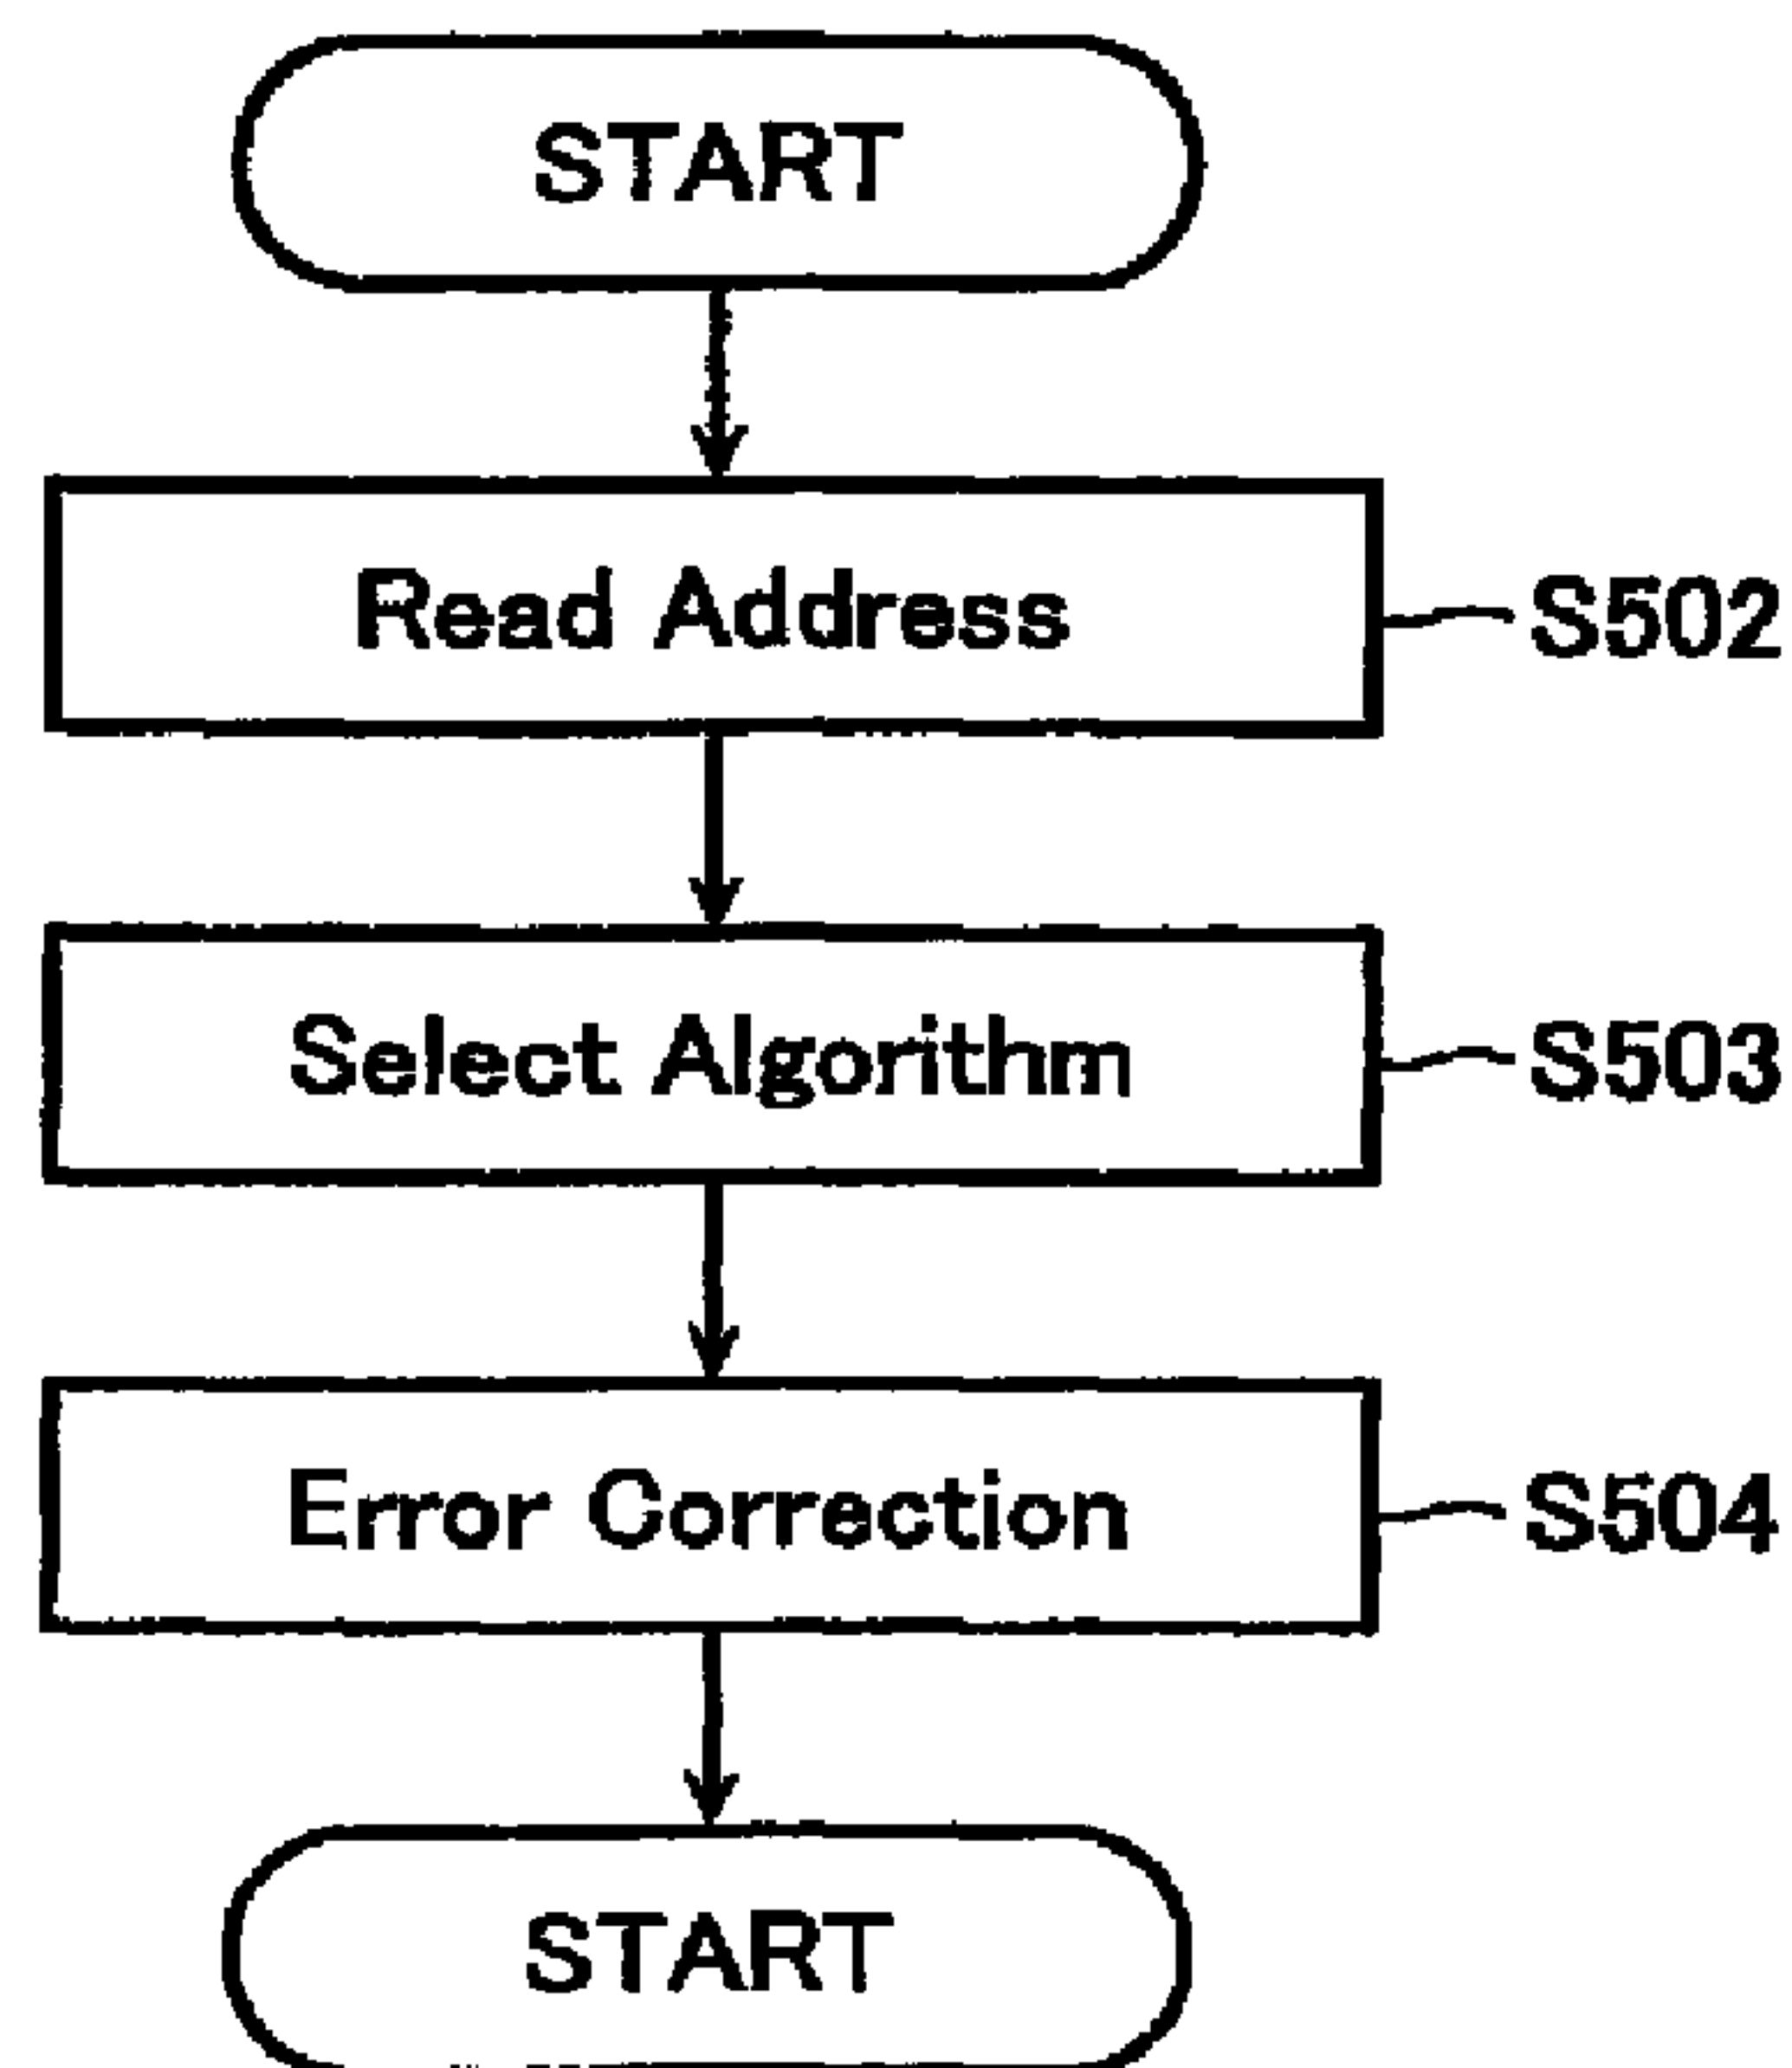 START
Read Address
S502
Select Algorithm
S503
Error Correction
S504
START